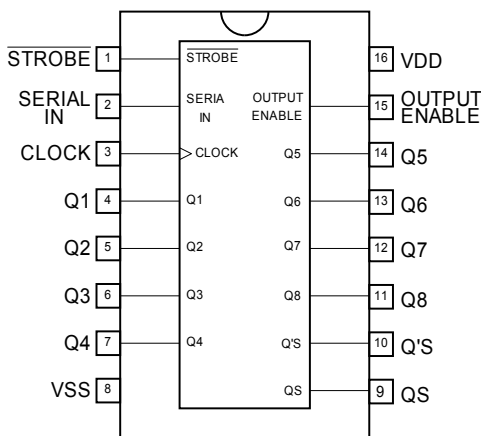 STROBE 1 STROBE 16 VDD
SERIAL IN 2 SERIA IN OUTPUT ENABLE 15 OUTPUT ENABLE
CLOCK 3 CLOCK Q5 14 Q5
Q1 4 Q1 Q6 13 Q6
Q2 5 Q2 Q7 12 Q7
Q3 6 Q3 Q8 11 Q8
Q4 7 Q4 Q'S 10 Q'S
VSS 8 QS 9 QS